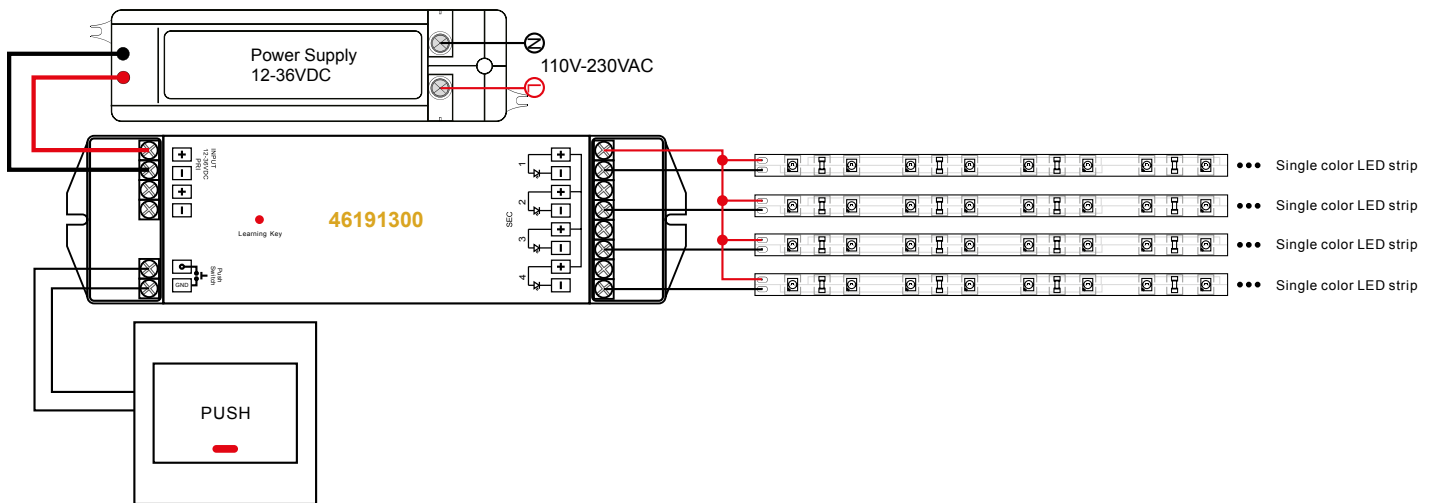 Power Supply
12-36VDC
N
110V-230VAC
L
INPUT
12-36VDC
PRI
+
−
+
−
Learning Key
46191300
Push
Switch
GND
SEC
1
+
−
2
+
−
3
+
−
4
+
−
Single color LED strip
Single color LED strip
Single color LED strip
Single color LED strip
PUSH